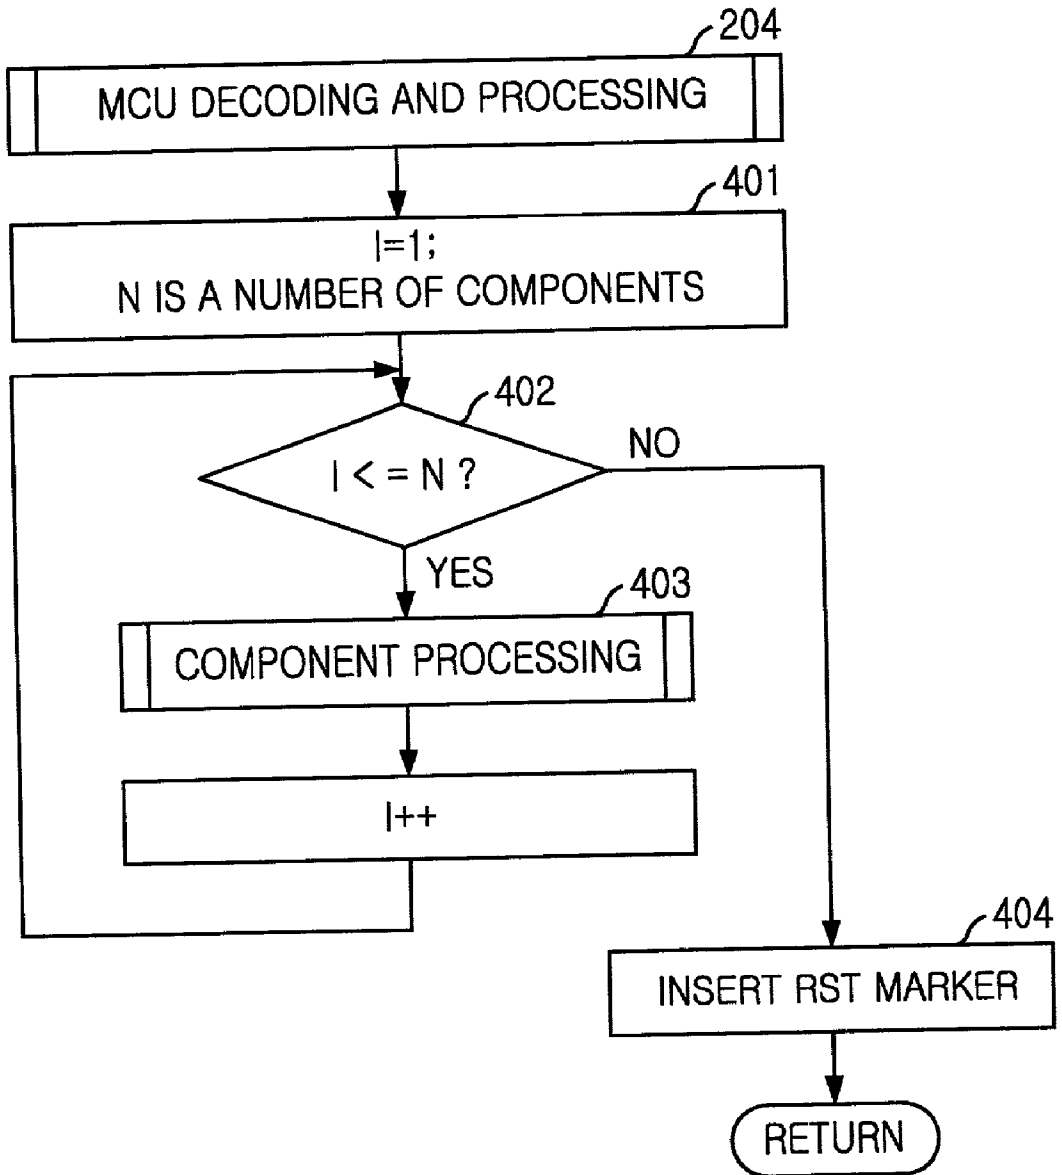 204
MCU DECODING AND PROCESSING
401
I=1;
N IS A NUMBER OF COMPONENTS
402
I < = N ?
NO
YES
403
COMPONENT PROCESSING
I++
404
INSERT RST MARKER
RETURN